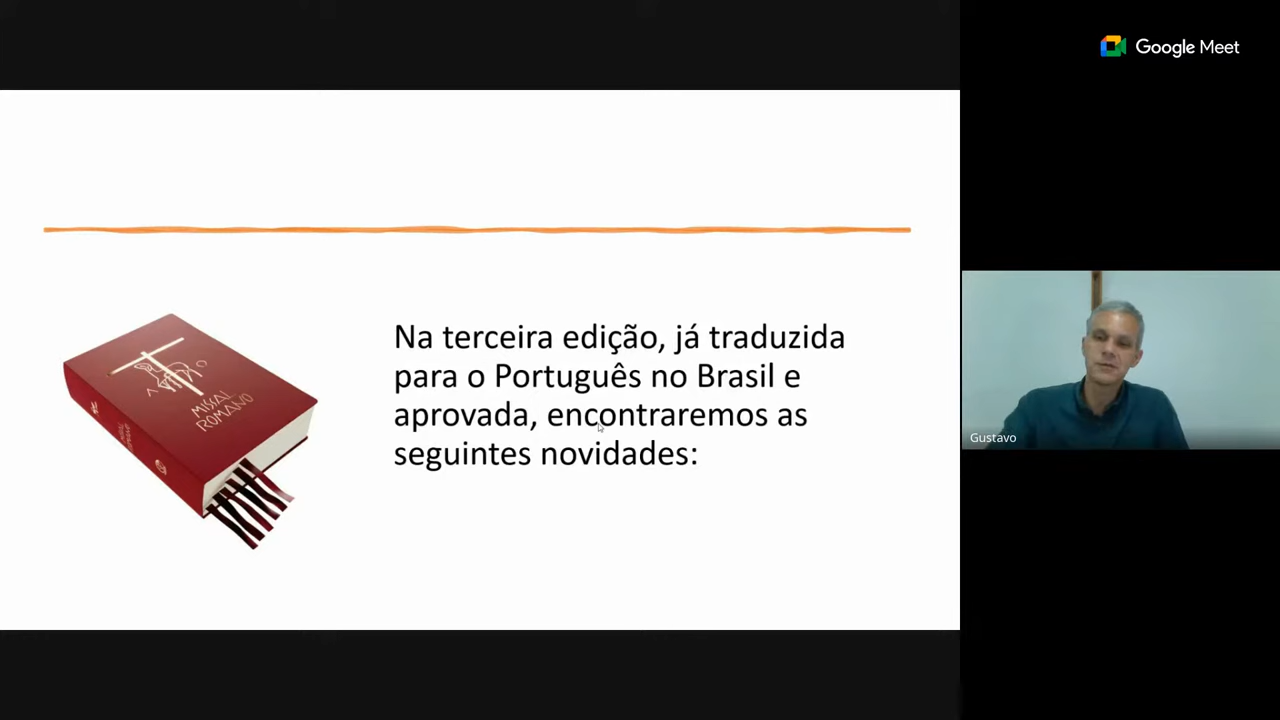 Google Meet
Na terceira edição, já traduzida
para o Português no Brasil e
aprovada, encontraremos as
seguintes novidades:
MISSAL
ROMANO
Gustavo